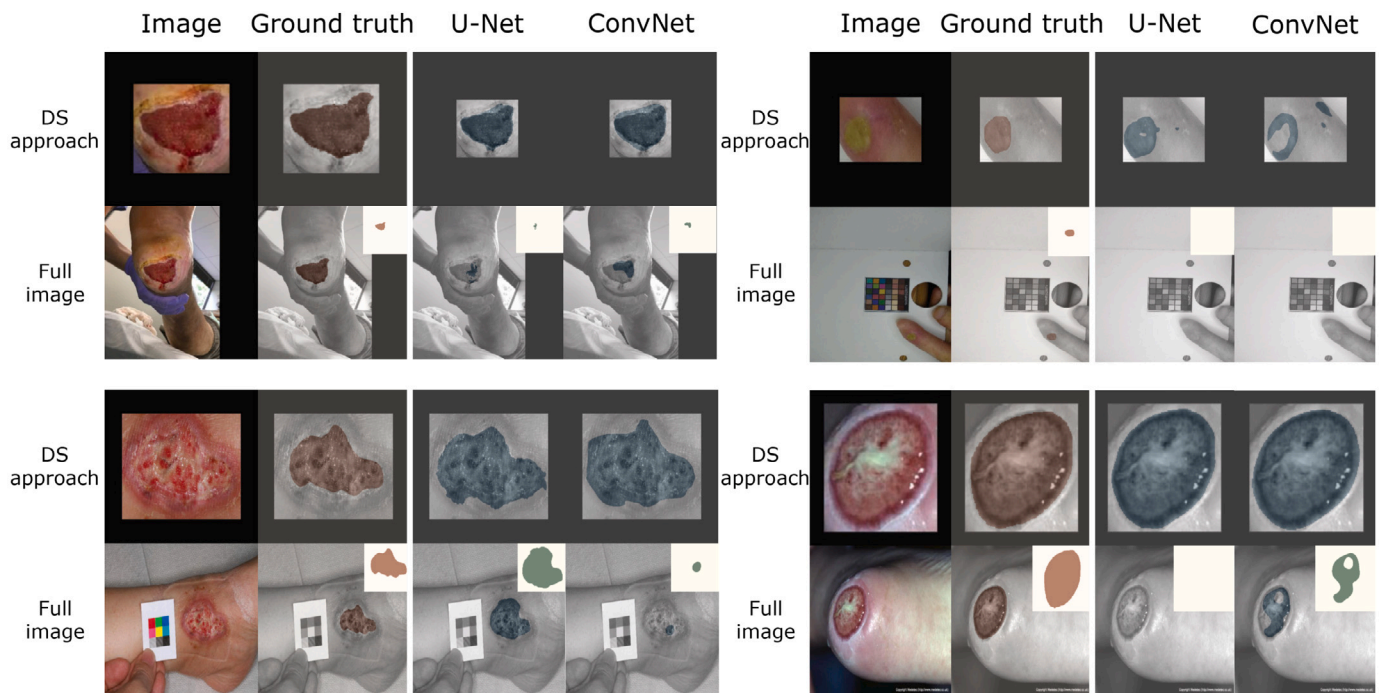 Image Ground truth U-Net ConvNet
Image Ground truth U-Net ConvNet
DS
approach
DS
approach
Full
image
Full
image
DS
approach
DS
approach
Full
image
Full
image